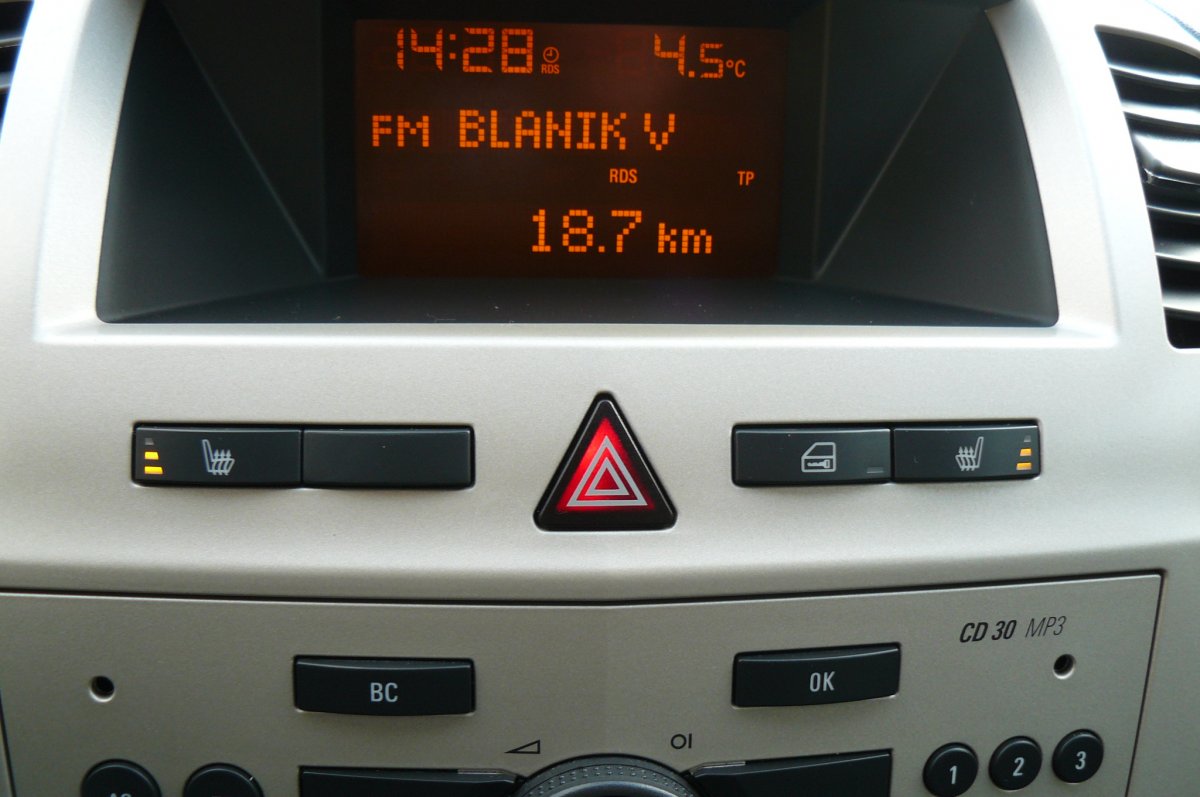 14:28 RDS 4.5°C
FM BLANIK V
RDS TP
18.7 km
CD 30 MP3
BC OK
1 2 3